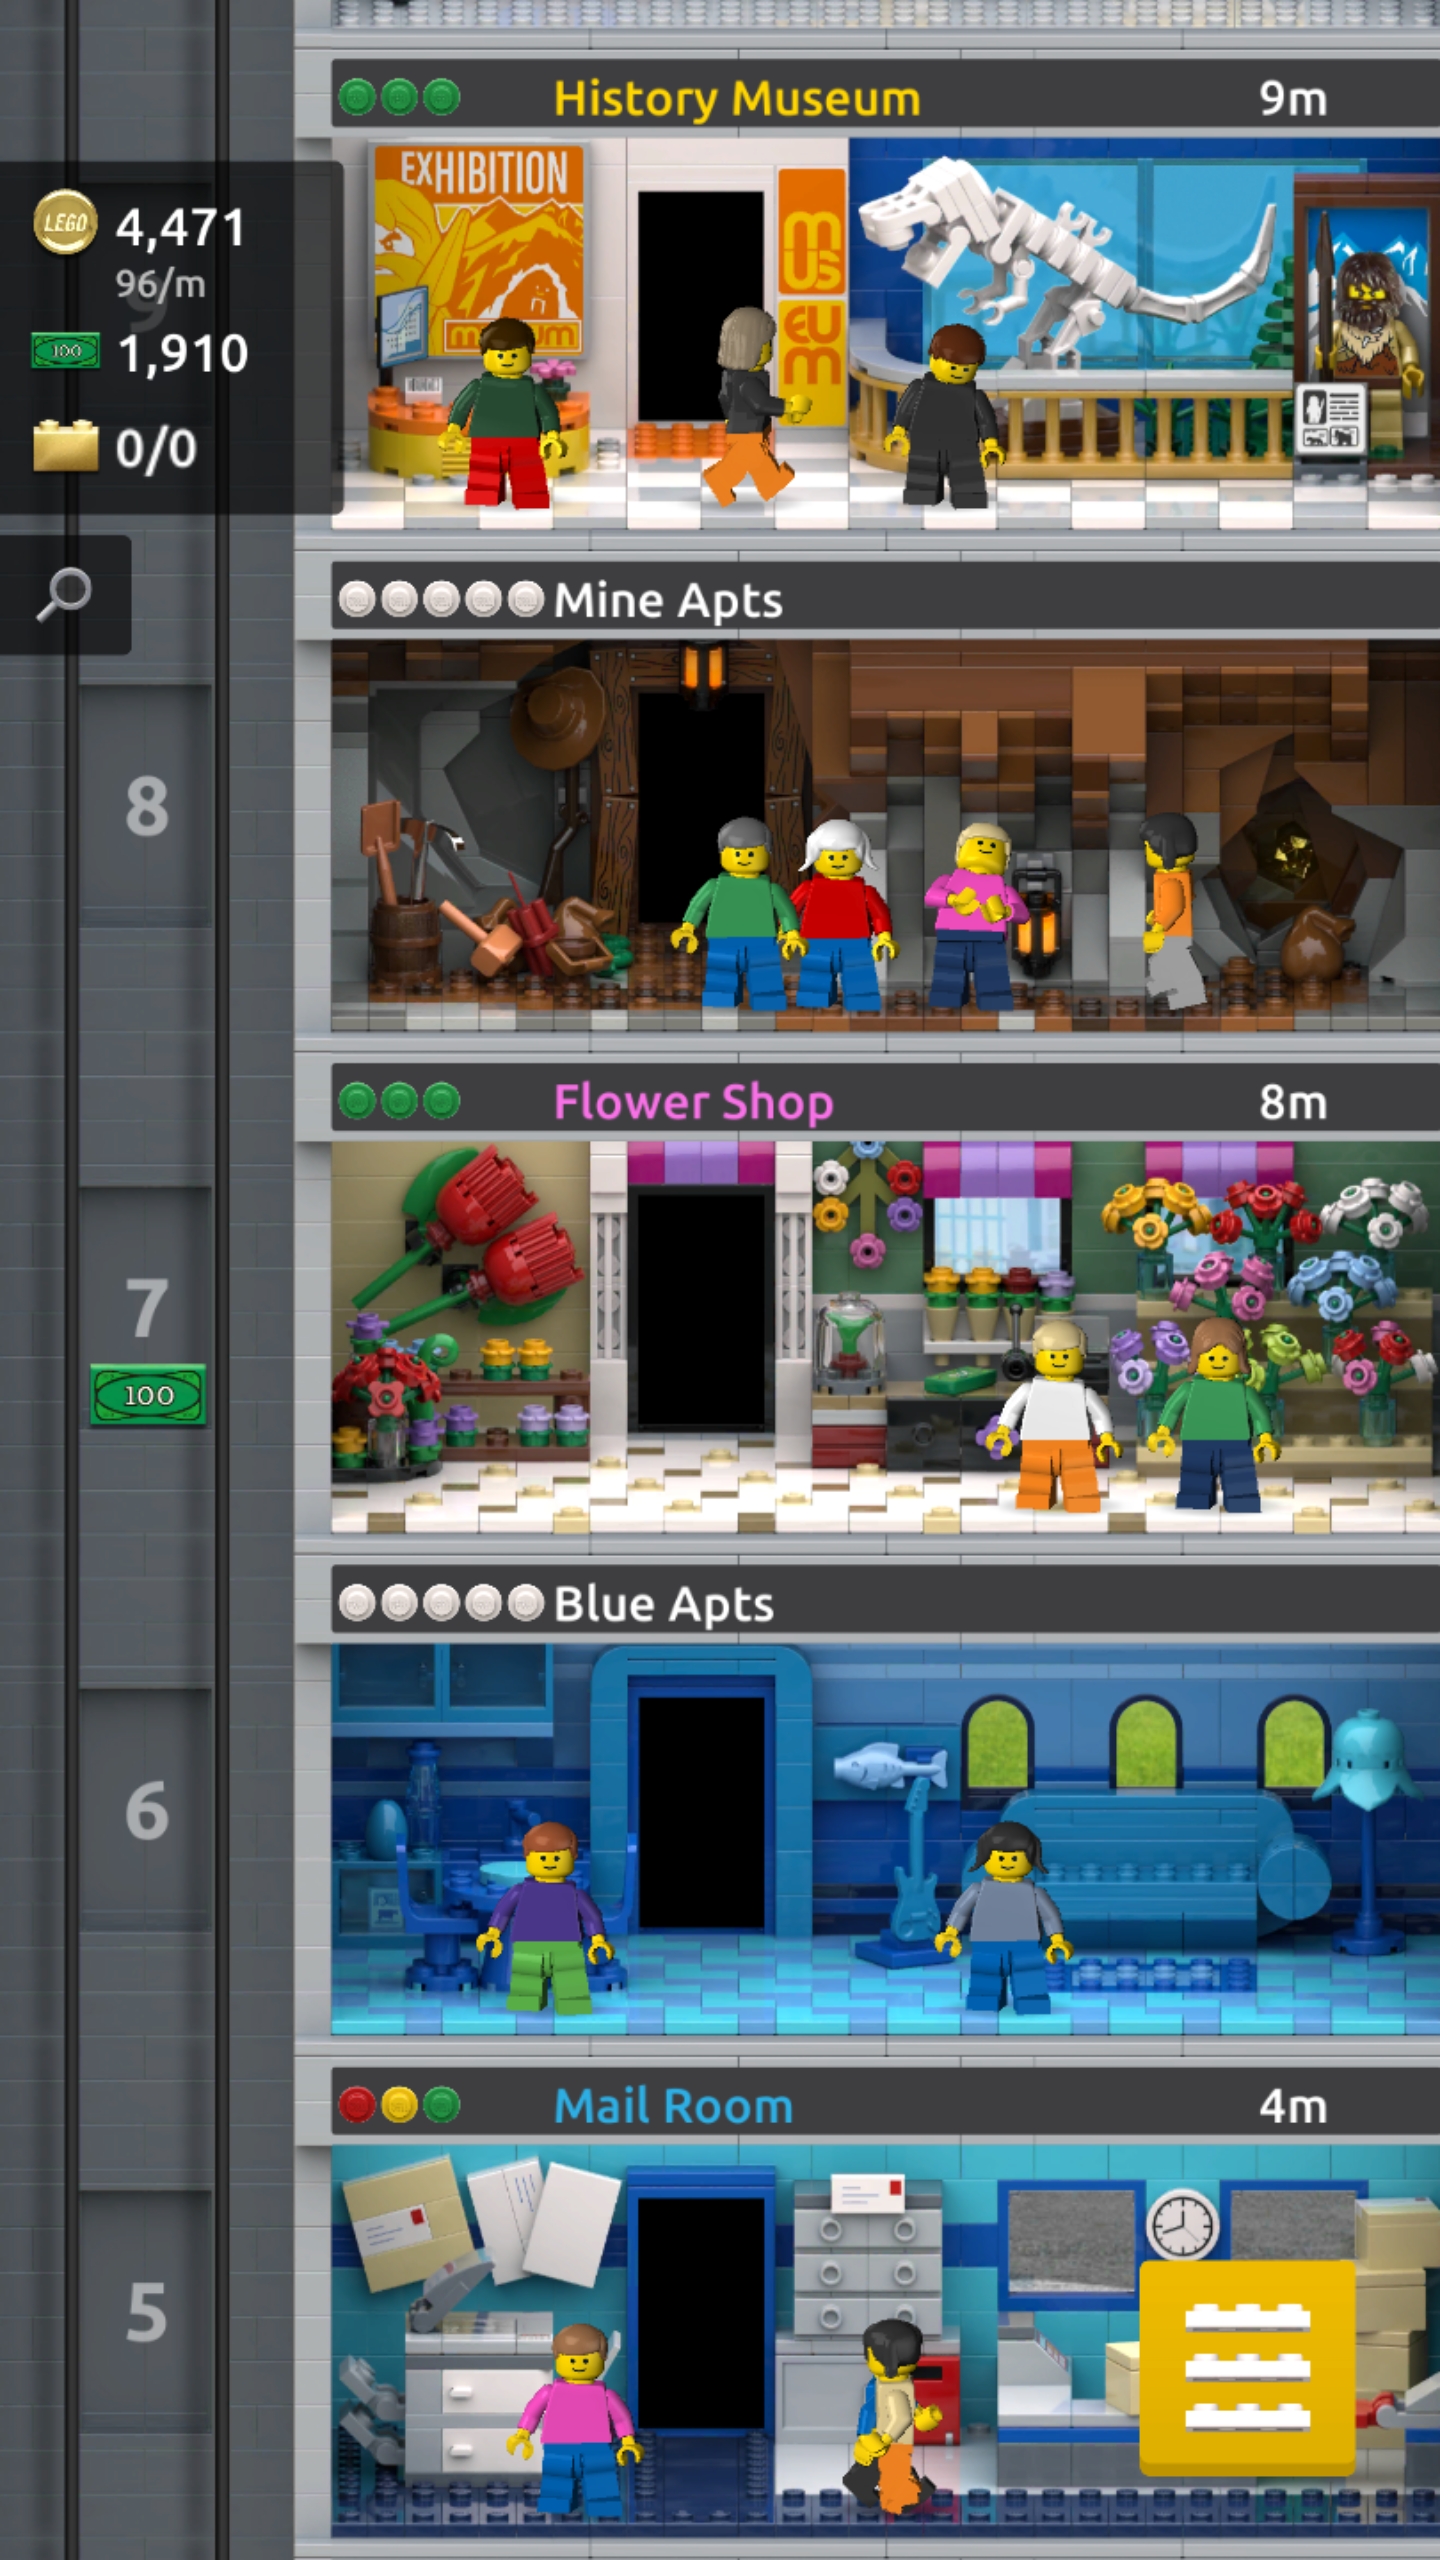 History Museum 9m
EXHIBITION
MUSEUM
museum
LEGO 4,471
96/m
9
100 1,910
0/0
Mine Apts
8
Flower Shop 8m
7
100
Blue Apts
6
Mail Room 4m
5